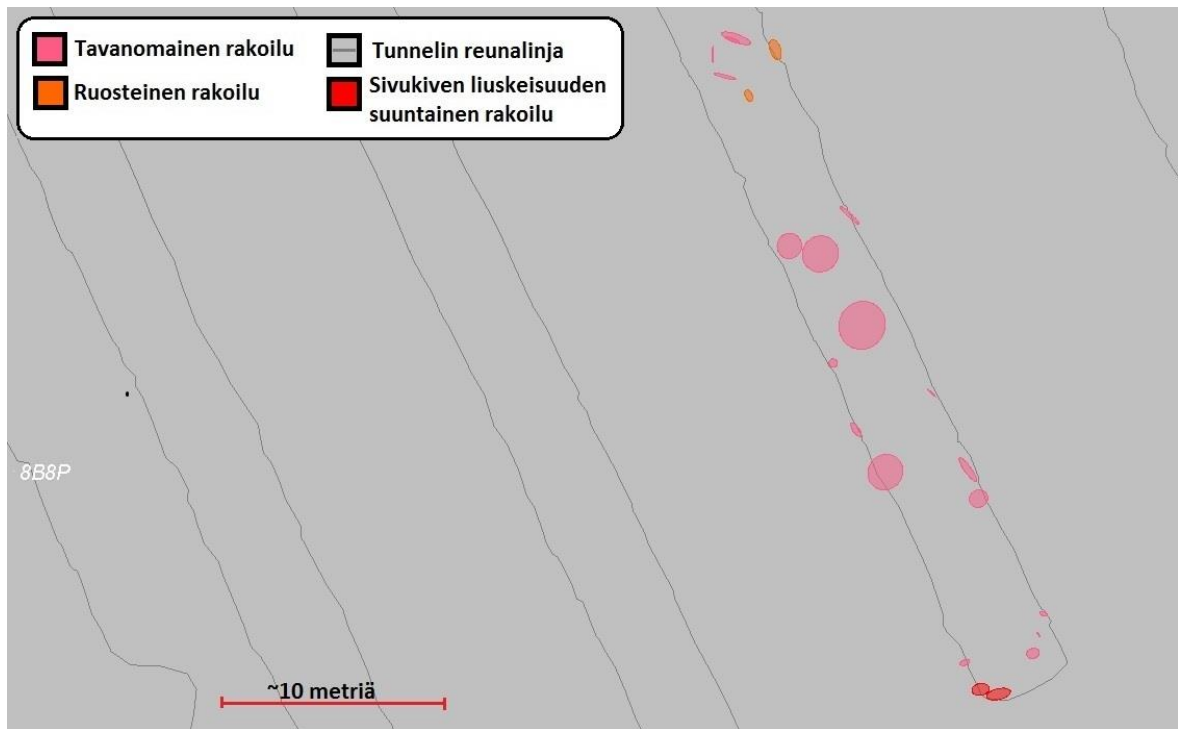 Tavanomainen rakoilu
Ruosteinen rakoilu
Tunnelin reunalinja
Sivukiven liuskeisuuden
suuntainen rakoilu
8B8P
~10 metriä